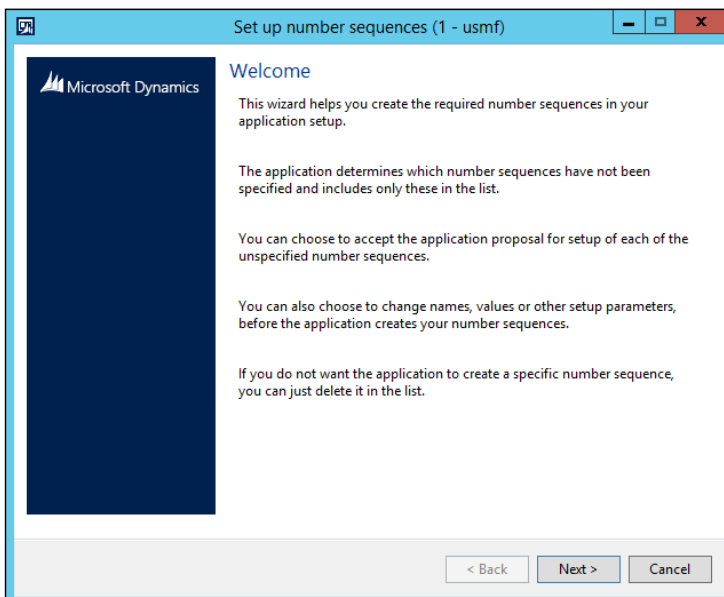 Set up number sequences (1 - usmf)
Microsoft Dynamics
Welcome
This wizard helps you create the required number sequences in your
application setup.
The application determines which number sequences have not been
specified and includes only these in the list.
You can choose to accept the application proposal for setup of each of the
unspecified number sequences.
You can also choose to change names, values or other setup parameters,
before the application creates your number sequences.
If you do not want the application to create a specific number sequence,
you can just delete it in the list.
< Back Next > Cancel